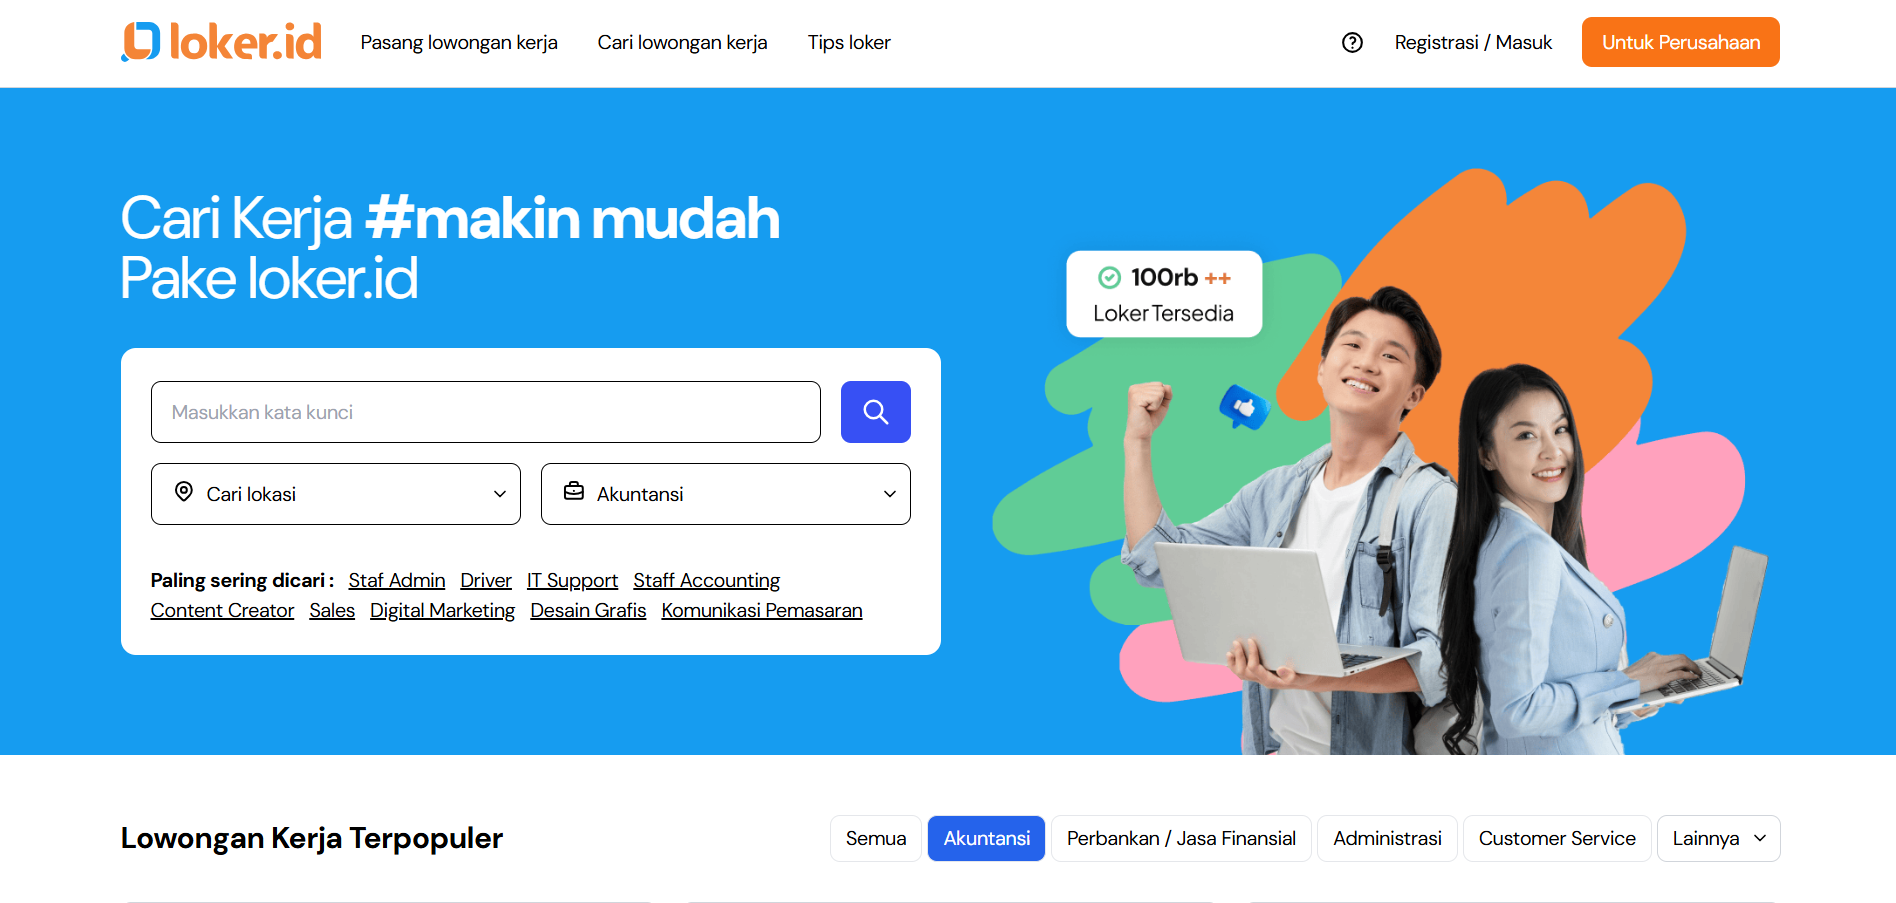 loker.id
Pasang lowongan kerja
Cari lowongan kerja
Tips loker
Registrasi / Masuk
Untuk Perusahaan
Cari Kerja #makin mudah
Pake loker.id
100rb ++
Loker Tersedia
Masukkan kata kunci
Cari lokasi
Akuntansi
Paling sering dicari : Staf Admin Driver IT Support Staff Accounting
Content Creator Sales Digital Marketing Desain Grafis Komunikasi Pemasaran
Lowongan Kerja Terpopuler
Semua
Akuntansi
Perbankan / Jasa Finansial
Administrasi
Customer Service
Lainnya